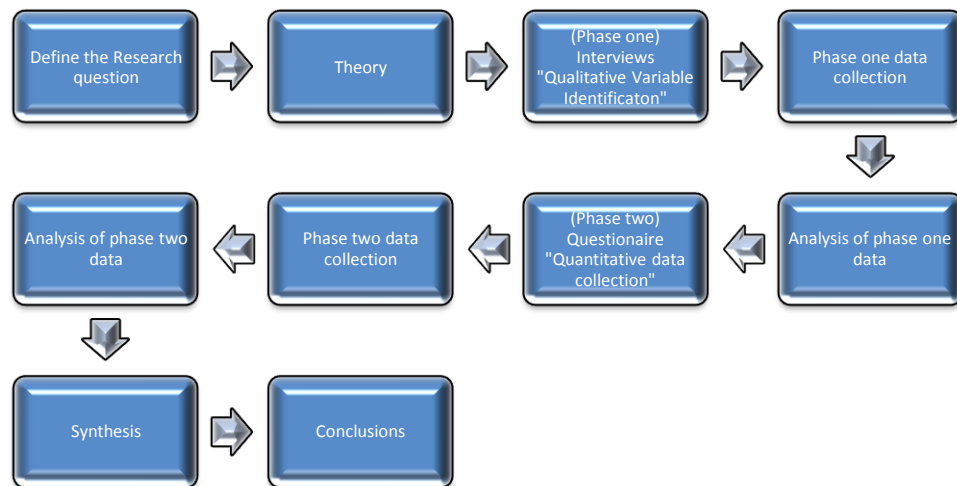 Define the Research
question
Theory
(Phase one)
Interviews
"Qualitative Variable
Identificaton"
Phase one data
collection
Analysis of phase one
data
(Phase two)
Questionaire
"Quantitative data
collection"
Phase two data
collection
Analysis of phase two
data
Synthesis
Conclusions